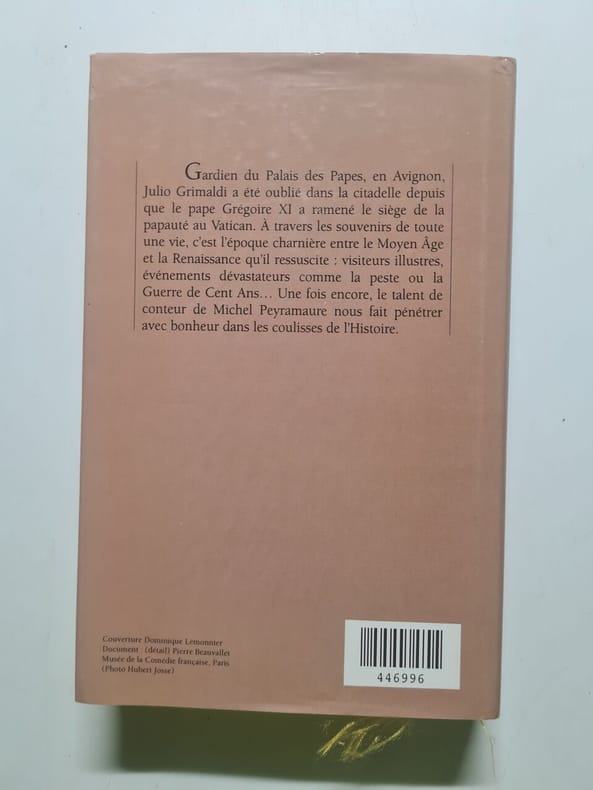 Gardien du Palais des Papes, en Avignon,
Julio Grimaldi a été oublié dans la citadelle depuis
que le pape Grégoire XI a ramené le siège de la
papauté au Vatican. À travers les souvenirs de toute
une vie, c'est l'époque charnière entre le Moyen Âge
et la Renaissance qu'il ressuscite : visiteurs illustres,
événements dévastateurs comme la peste ou la
Guerre de Cent Ans... Une fois encore, le talent de
conteur de Michel Peyramaure nous fait pénétrer
avec bonheur dans les coulisses de l'Histoire.
Couverture Dominique Lemonnier
Document : (détail) Pierre Beauvallet
Musée de la Comédie française, Paris
(Photo Hubert Josse)
446996